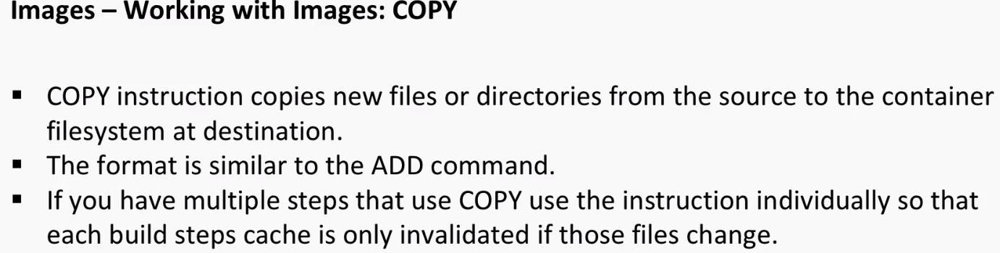 Images – Working with Images: COPY
▪ COPY instruction copies new files or directories from the source to the container
filesystem at destination.
▪ The format is similar to the ADD command.
▪ If you have multiple steps that use COPY use the instruction individually so that
each build steps cache is only invalidated if those files change.